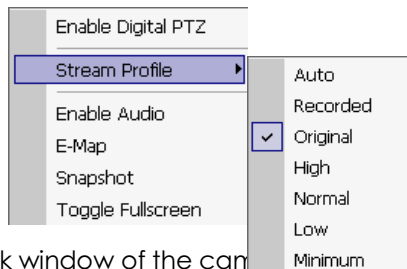 Enable Digital PTZ
Stream Profile
Enable Audio
E-Map
Snapshot
Toggle Fullscreen
Auto
Recorded
Original
High
Normal
Low
Minimum
window of the